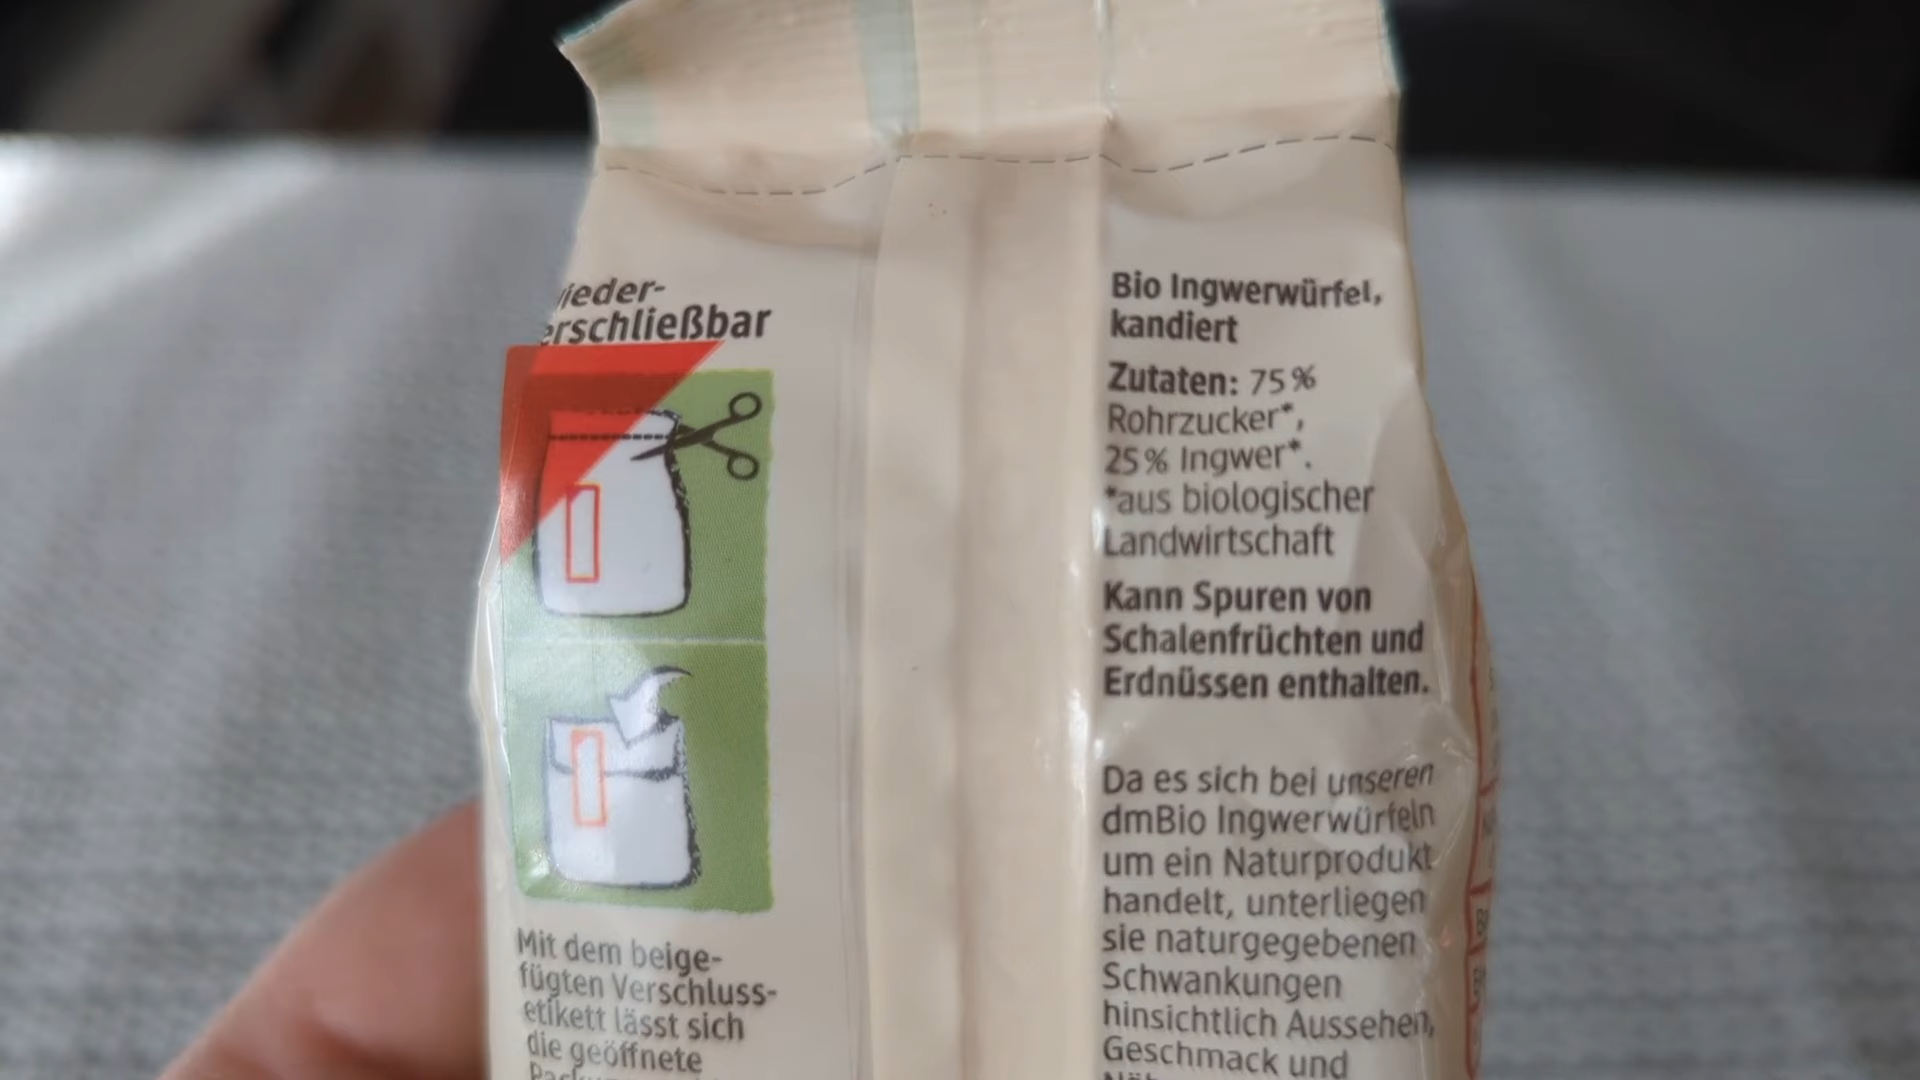 ieder-
erschließbar
Mit dem beige-
fügten Verschluss-
etikett lässt sich
die geöffnete
Bio Ingwerwürfel,
kandiert
Zutaten: 75 %
Rohrzucker*,
25 % Ingwer*.
*aus biologischer
Landwirtschaft
Kann Spuren von
Schalenfrüchten und
Erdnüssen enthalten.
Da es sich bei unseren
dmBio Ingwerwürfeln
um ein Naturprodukt
handelt, unterliegen
sie naturgegebenen
Schwankungen
hinsichtlich Aussehen,
Geschmack und